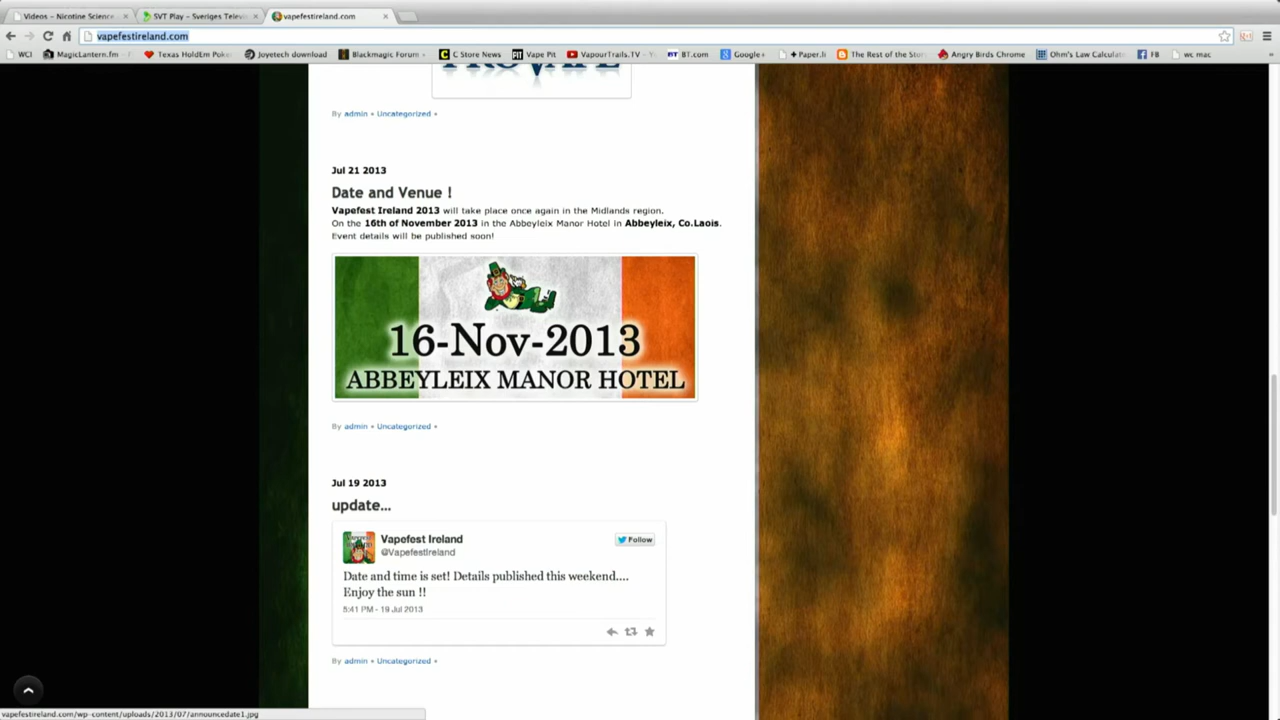 Videos - Nicotine Science
SVT Play - Sveriges Televi
vapefestireland.com
vapefestireland.com
WCI
MagicLantern.fm
Texas HoldEm Poke
Joyetech download
Blackmagic Forum
C Store News
Vape Pit
VapourTrails.TV
BT.com
Google+
+ Paper.li
The Rest of the Stor
Angry Birds Chrome
Ohm's Law Calculat
FB
wc mac
PROVAPE
By admin • Uncategorized •
Jul 21 2013
Date and Venue !
Vapefest Ireland 2013 will take place once again in the Midlands region.
On the 16th of November 2013 in the Abbeyleix Manor Hotel in Abbeyleix, Co.Laois.
Event details will be published soon!
16-Nov-2013
ABBEYLEIX MANOR HOTEL
By admin • Uncategorized •
Jul 19 2013
update...
Vapefest Ireland
Follow
@VapefestIreland
Date and time is set! Details published this weekend....
Enjoy the sun !!
5:41 PM - 19 Jul 2013
By admin • Uncategorized •
vapefestireland.com/wp-content/uploads/2013/07/announcedate1.jpg